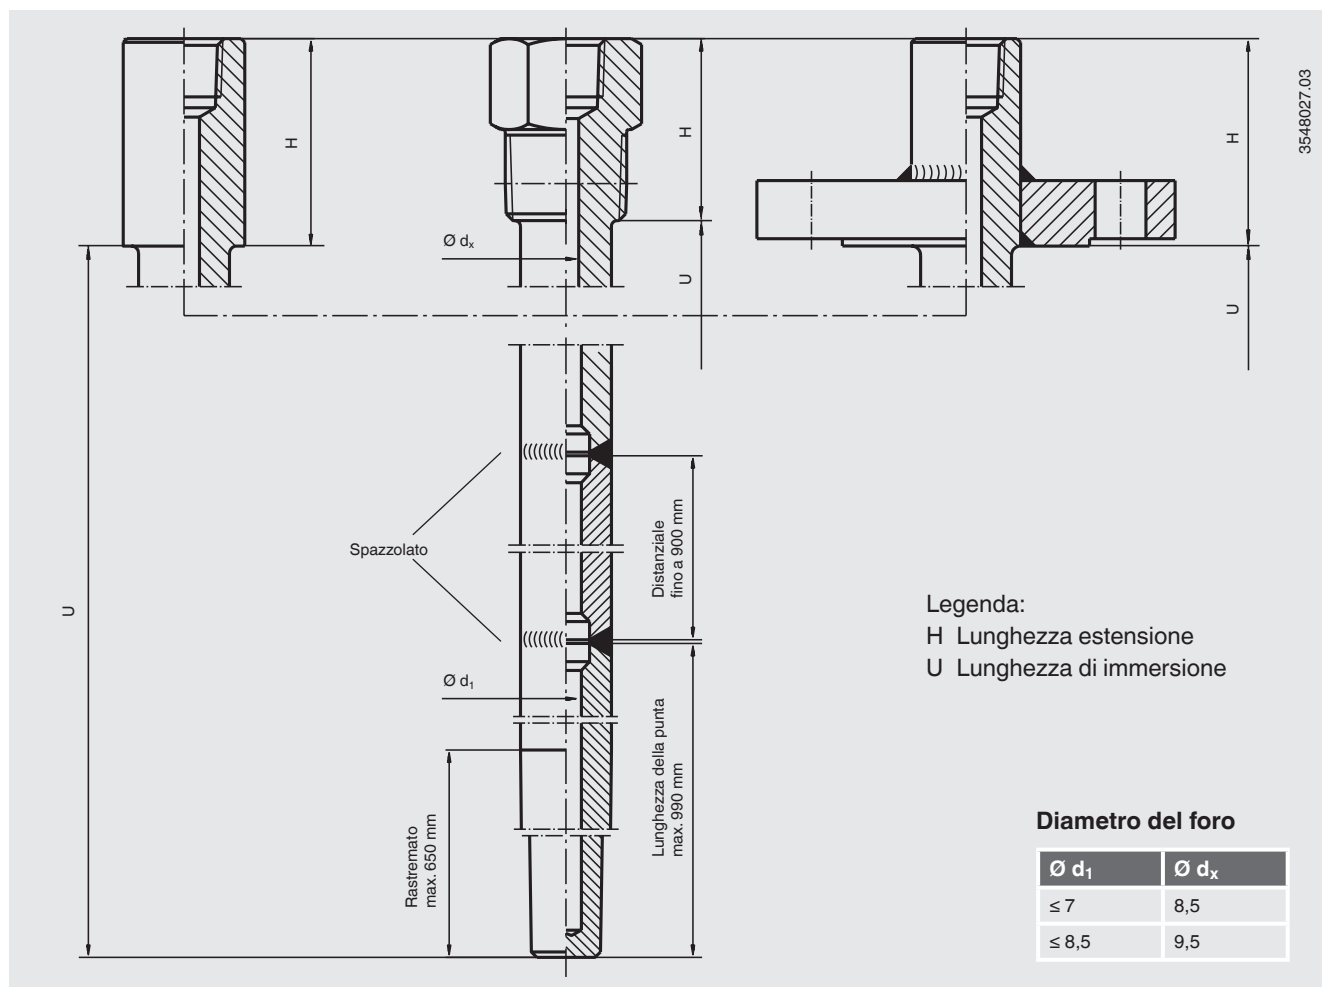 3548027.03
H
H
H
Ø dx
U
U
Spazzolato
Distanziale
fino a 900 mm
U
Legenda:
H Lunghezza estensione
U Lunghezza di immersione
Ø d1
Lunghezza della punta
max. 990 mm
Rastremato
max. 650 mm
Diametro del foro
Ø d1 Ø dx
≤ 7 8,5
≤ 8,5 9,5